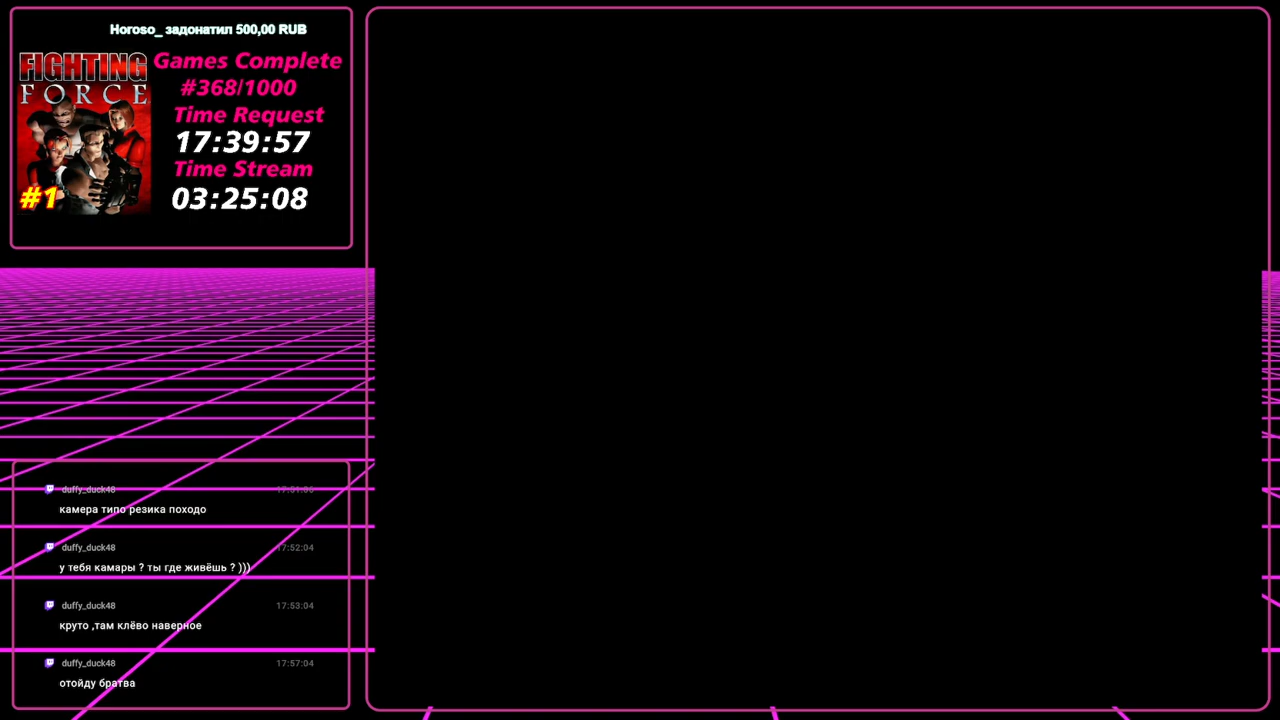 Horoso_ задонатил 500,00 RUB
FIGHTING
FORCE
#1
Games Complete
#368/1000
Time Request
17:39:57
Time Stream
03:25:08
duffy_duck48
камера типо резика походо
duffy_duck48 17:52:04
у тебя камары ? ты где живёшь ? )))
duffy_duck48 17:53:04
круто ,там клёво наверное
duffy_duck48 17:57:04
отойду братва